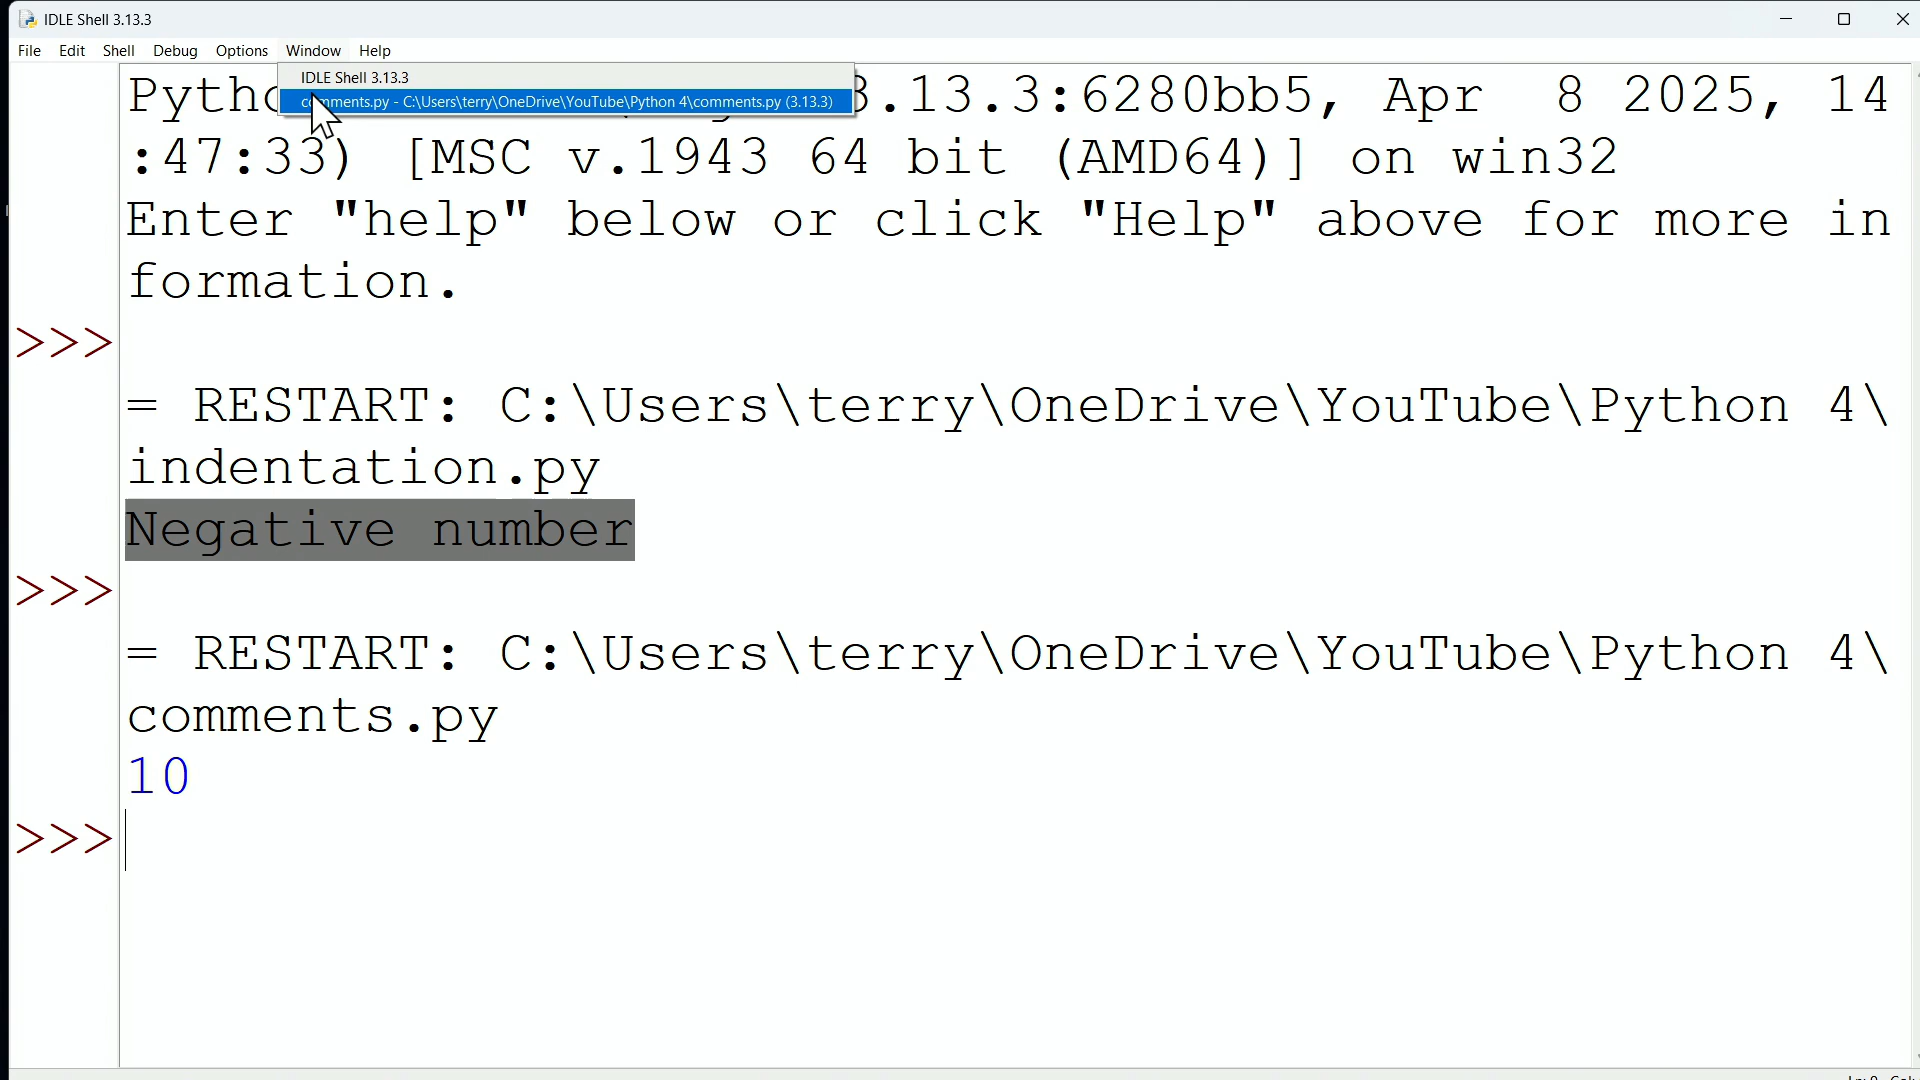 IDLE Shell 3.13.3
File Edit Shell Debug Options Window Help
IDLE Shell 3.13.3
comments.py - C:\Users\terry\OneDrive\YouTube\Python 4\comments.py (3.13.3)
.13.3:6280bb5, Apr 8 2025, 14
:47:33) [MSC v.1943 64 bit (AMD64)] on win32
Enter "help" below or click "Help" above for more in
formation.
>>>
= RESTART: C:\Users\terry\OneDrive\YouTube\Python 4\
indentation.py
Negative number
>>>
= RESTART: C:\Users\terry\OneDrive\YouTube\Python 4\
comments.py
10
>>>